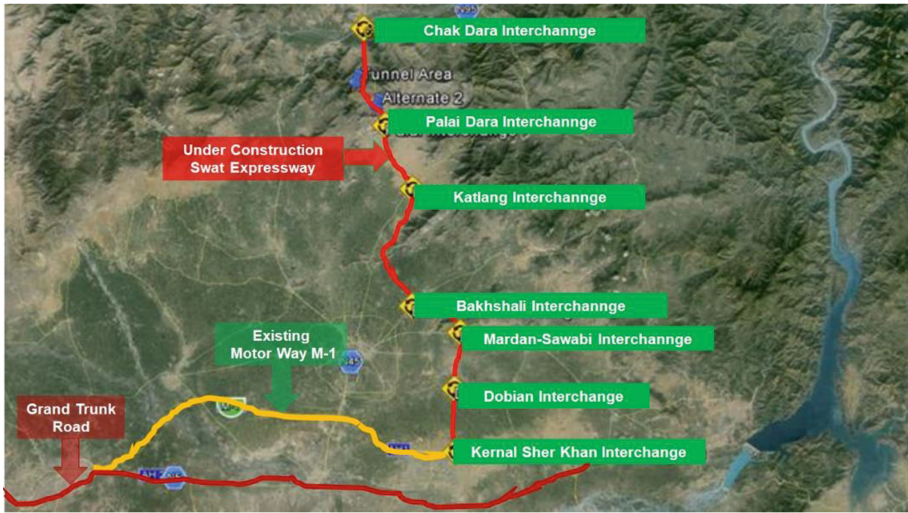 Chak Dara Interchannge
Tunnel Area
Alternate 2
Palai Dara Interchannge
Under Construction
Swat Expressway
Katlang Interchannge
Bakhshali Interchannge
Existing
Motor Way M-1
Mardan-Sawabi Interchannge
N45
Dobian Interchange
Grand Trunk
Road
Kernal Sher Khan Interchange